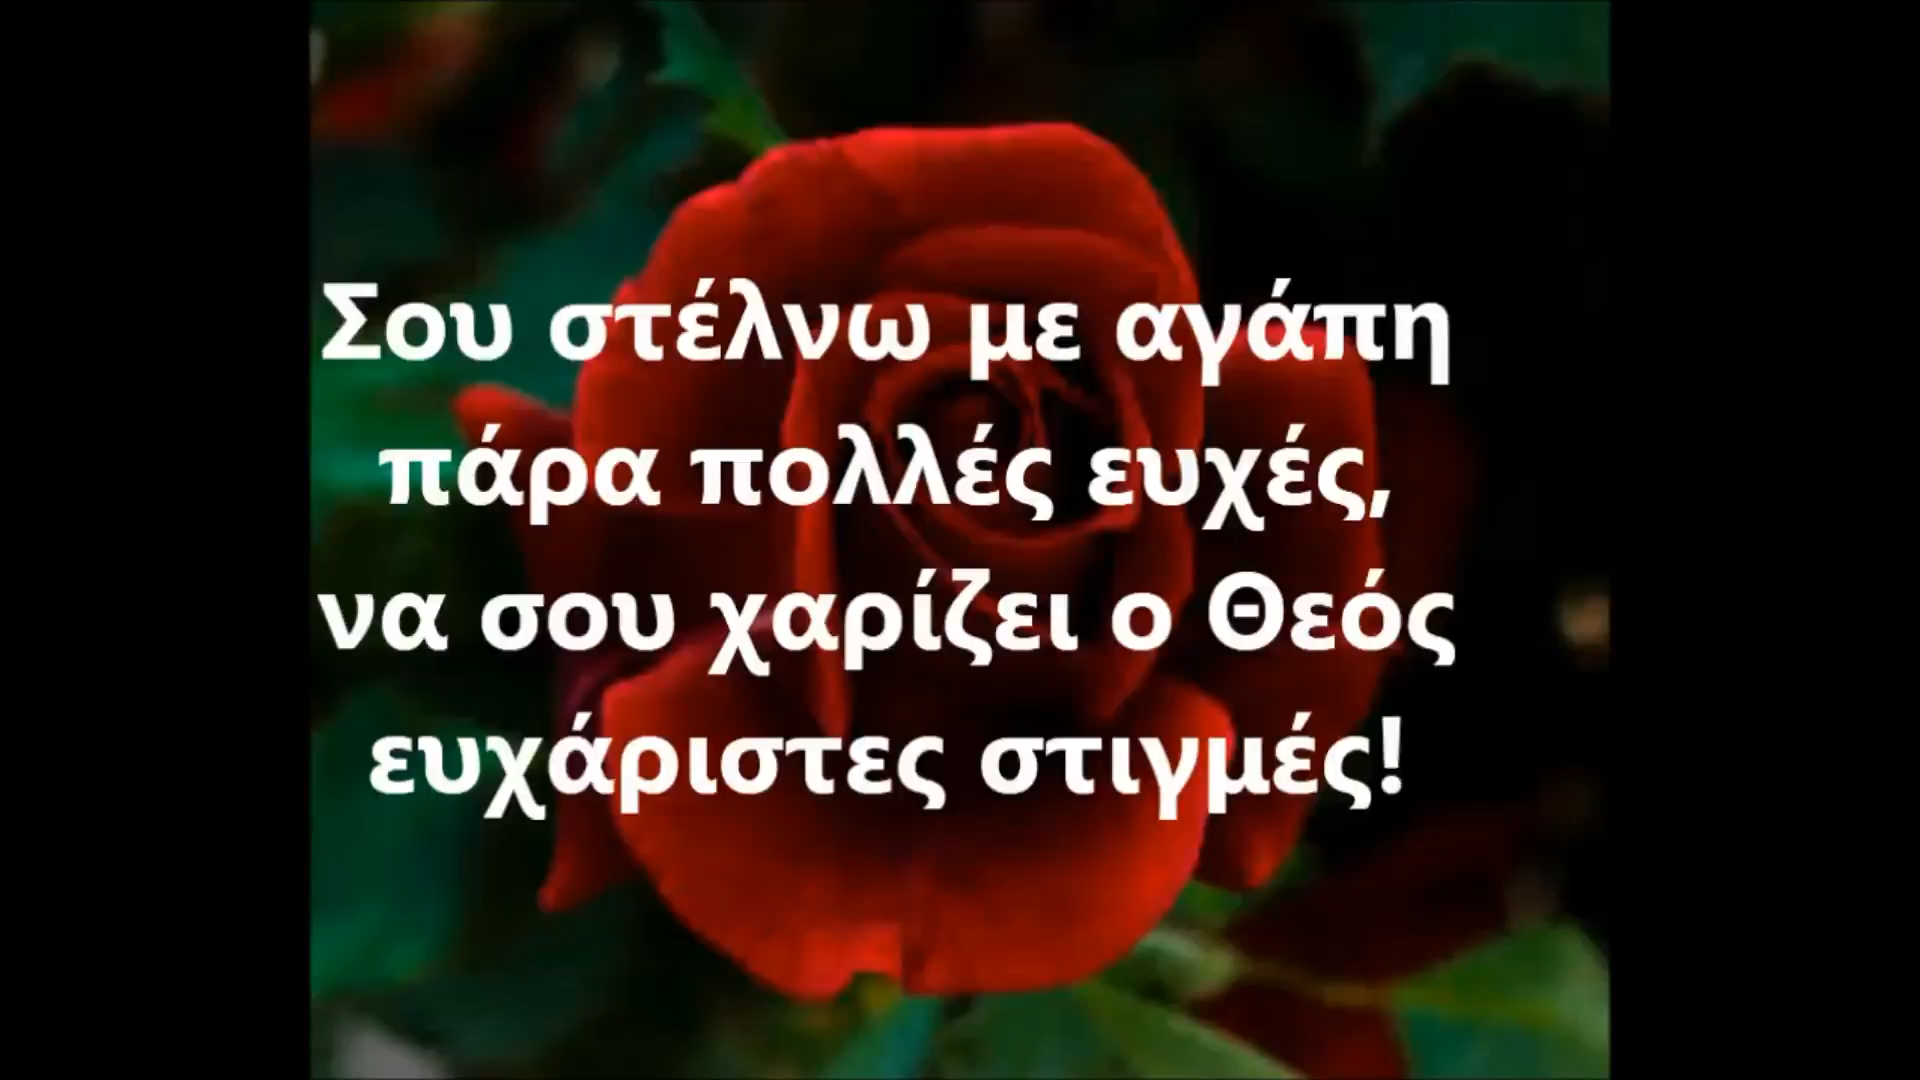 Σου στέλνω με αγάπη
πάρα πολλές ευχές,
να σου χαρίζει ο Θεός
ευχάριστες στιγμές!